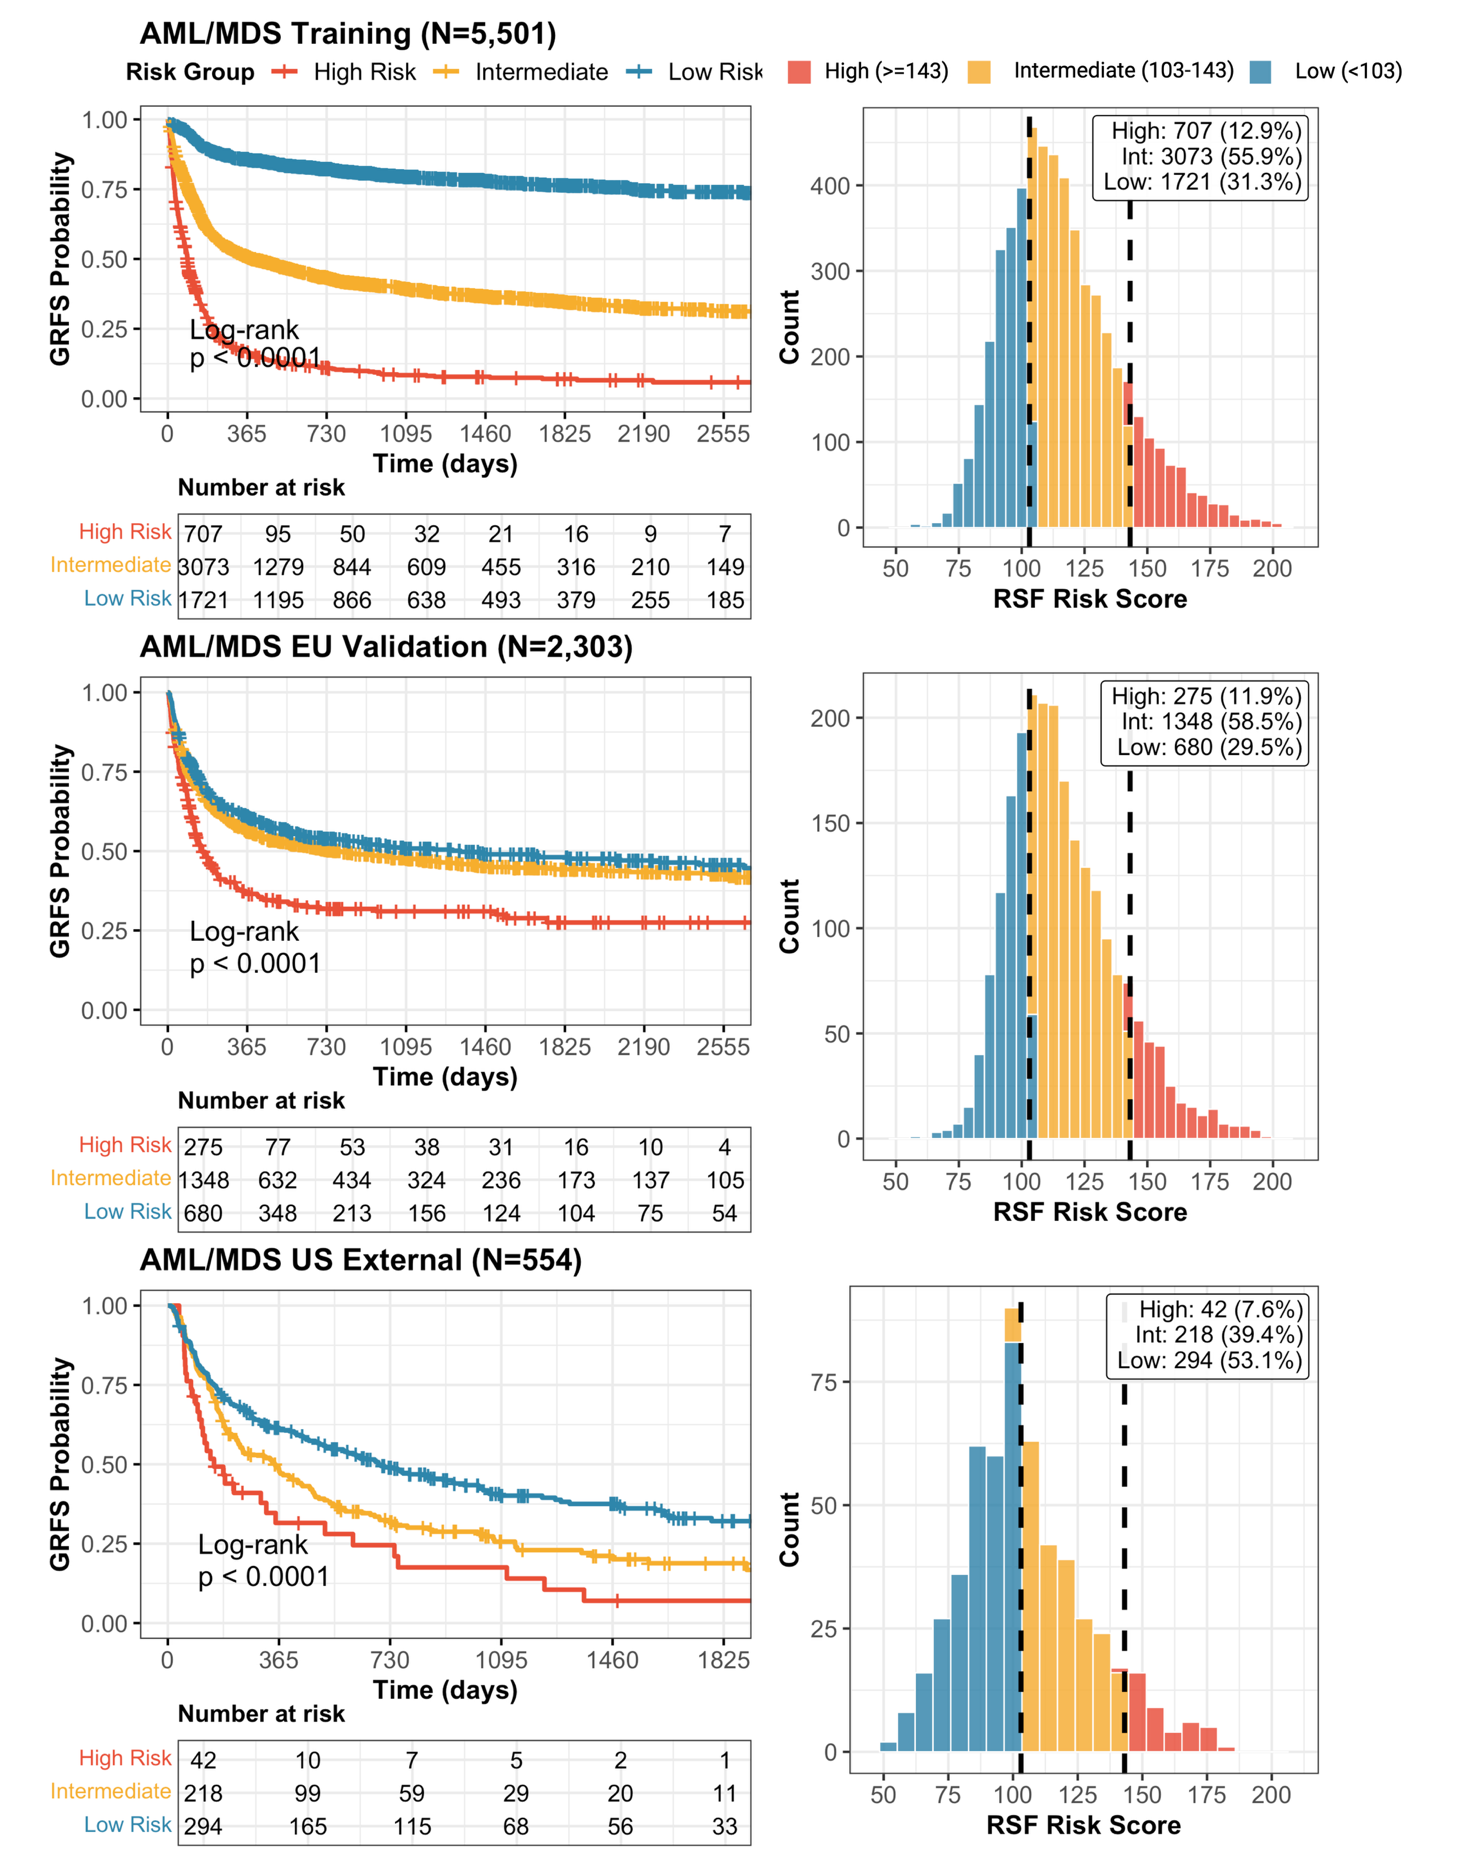 AML/MDS Training (N=5,501)
Risk Group High Risk Intermediate Low Risk
High (>=143) Intermediate (103-143) Low (<103)
GRFS Probability
1.00
0.75
0.50
0.25
0.00
Log-rank
p < 0.0001
0 365 730 1095 1460 1825 2190 2555
Time (days)
Number at risk
High Risk 707 95 50 32 21 16 9 7
Intermediate 3073 1279 844 609 455 316 210 149
Low Risk 1721 1195 866 638 493 379 255 185
High: 707 (12.9%)
Int: 3073 (55.9%)
Low: 1721 (31.3%)
Count
400
300
200
100
0
50 75 100 125 150 175 200
RSF Risk Score
AML/MDS EU Validation (N=2,303)
GRFS Probability
1.00
0.75
0.50
0.25
0.00
Log-rank
p < 0.0001
0 365 730 1095 1460 1825 2190 2555
Time (days)
Number at risk
High Risk 275 77 53 38 31 16 10 4
Intermediate 1348 632 434 324 236 173 137 105
Low Risk 680 348 213 156 124 104 75 54
High: 275 (11.9%)
Int: 1348 (58.5%)
Low: 680 (29.5%)
Count
200
150
100
50
0
50 75 100 125 150 175 200
RSF Risk Score
AML/MDS US External (N=554)
GRFS Probability
1.00
0.75
0.50
0.25
0.00
Log-rank
p < 0.0001
0 365 730 1095 1460 1825
Time (days)
Number at risk
High Risk 42 10 7 5 2 1
Intermediate 218 99 59 29 20 11
Low Risk 294 165 115 68 56 33
High: 42 (7.6%)
Int: 218 (39.4%)
Low: 294 (53.1%)
Count
75
50
25
0
50 75 100 125 150 175 200
RSF Risk Score